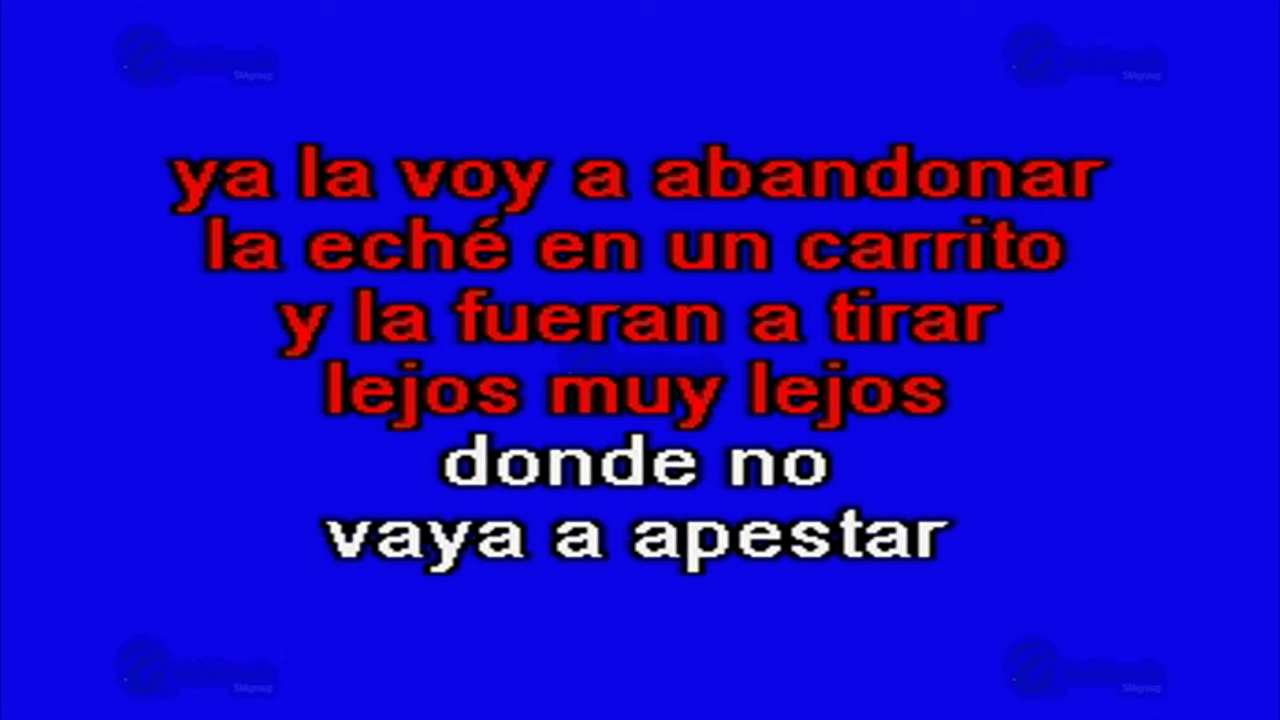 ya la voy a abandonar
la eché en un carrito
y la fueran a tirar
lejos muy lejos
donde no
vaya a apestar